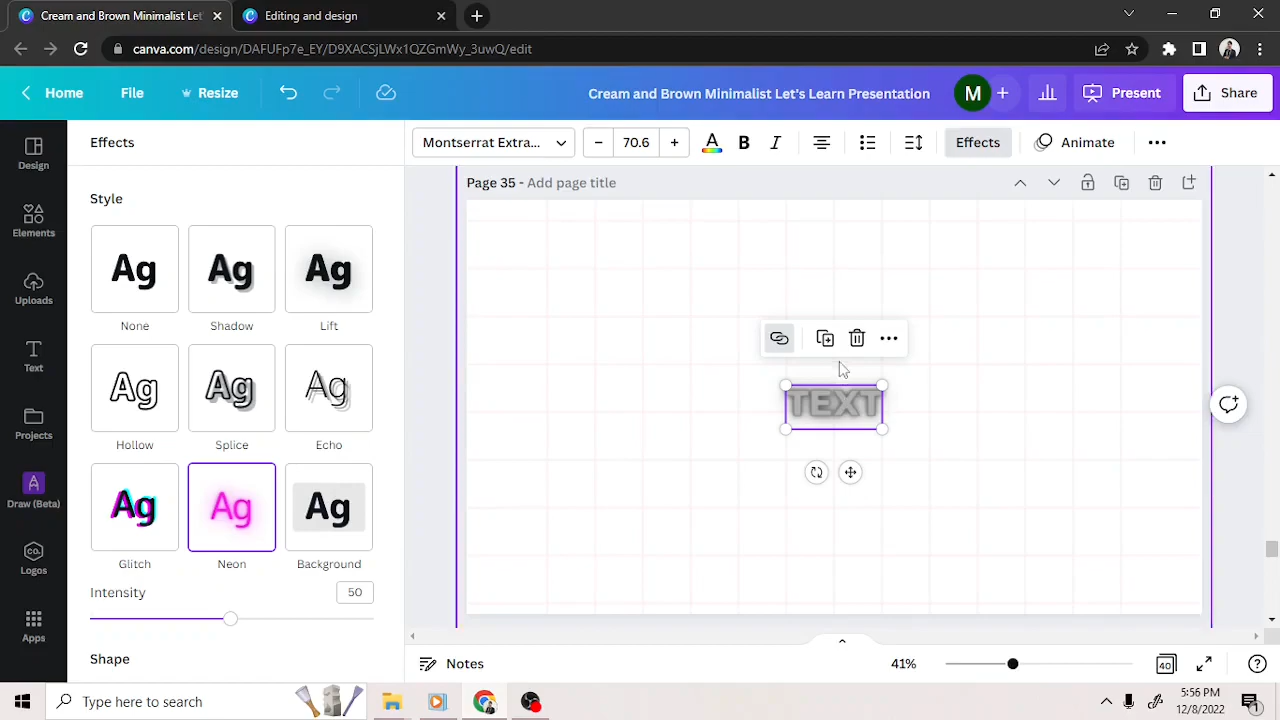 Cream and Brown Minimalist Let
Editing and design
canva.com/design/DAFUFp7e_EY/D9XACSjLWx1QZGmWy_3uwQ/edit
Home
File
Resize
Cream and Brown Minimalist Let's Learn Presentation
M
Present
Share
Design
Elements
Uploads
Text
Projects
Draw (Beta)
CO.
Logos
Apps
Effects
Style
Ag
None
Ag
Shadow
Ag
Lift
Ag
Hollow
Ag
Splice
Ag
Echo
Ag
Glitch
Ag
Neon
Ag
Background
Intensity
50
Shape
Montserrat Extra...
– 70.6 +
A
B
I
Effects
Animate
Page 35 - Add page title
TEXT
Notes
41%
40
Type here to search
5:56 PM
12/8/2022
1